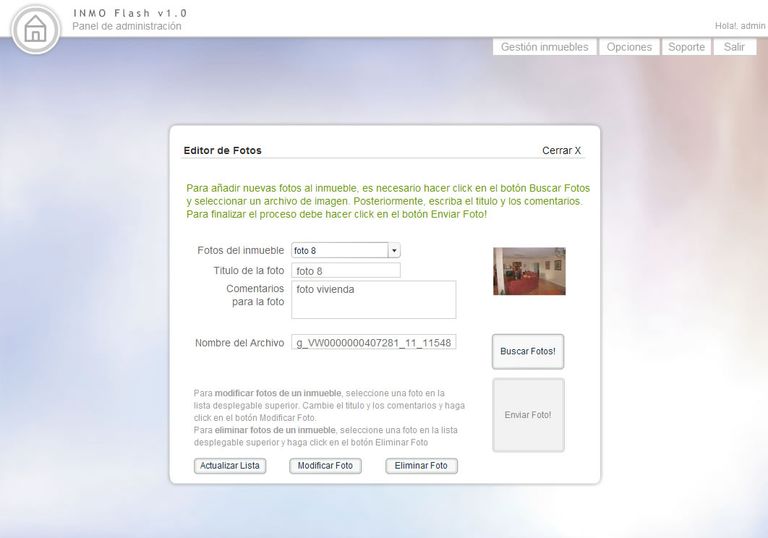 INMO Flash v1.0
Panel de administración
Hola!. admin
Gestión inmuebles
Opciones
Soporte
Salir
Editor de Fotos
Cerrar X
Para añadir nuevas fotos al inmueble, es necesario hacer click en el botón Buscar Fotos
y seleccionar un archivo de imagen. Posteriormente, escriba el titulo y los comentarios.
Para finalizar el proceso debe hacer click en el botón Enviar Foto!
Fotos del inmueble
foto 8
Titulo de la foto
foto 8
Comentarios
para la foto
foto vivienda
Nombre del Archivo
g_VW0000000407281_11_11548
Buscar Fotos!
Para modificar fotos de un inmueble, seleccione una foto en la
lista desplegable superior. Cambie el titulo y los comentarios y haga
click en el botón Modificar Foto.
Para eliminar fotos de un inmueble, seleccione una foto en la lista
desplegable superior y haga click en el botón Eliminar Foto
Enviar Foto!
Actualizar Lista
Modificar Foto
Eliminar Foto